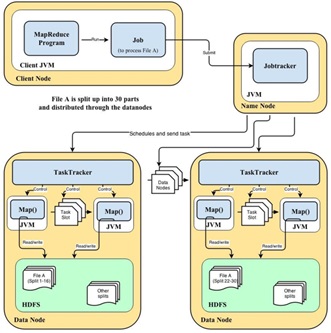 MapReduce
Program
Run
Job
(to process File A)
Client JVM
Client Node
Submit
Jobtracker
JVM
Name Node
File A is split up into 30 parts
and distributed through the datanodes
Schedules and send task
Data
Nodes
TaskTracker
Control
Control
Map()
JVM
Task
Slot
Map()
JVM
Read/write
Read/write
File A
(Split 1-16)
Other
splits
HDFS
Data Node
TaskTracker
Control
Control
Map()
JVM
Task
Slot
Map()
JVM
Read/write
Read/write
File A
(Split 22-30)
Other
splits
HDFS
Data Node